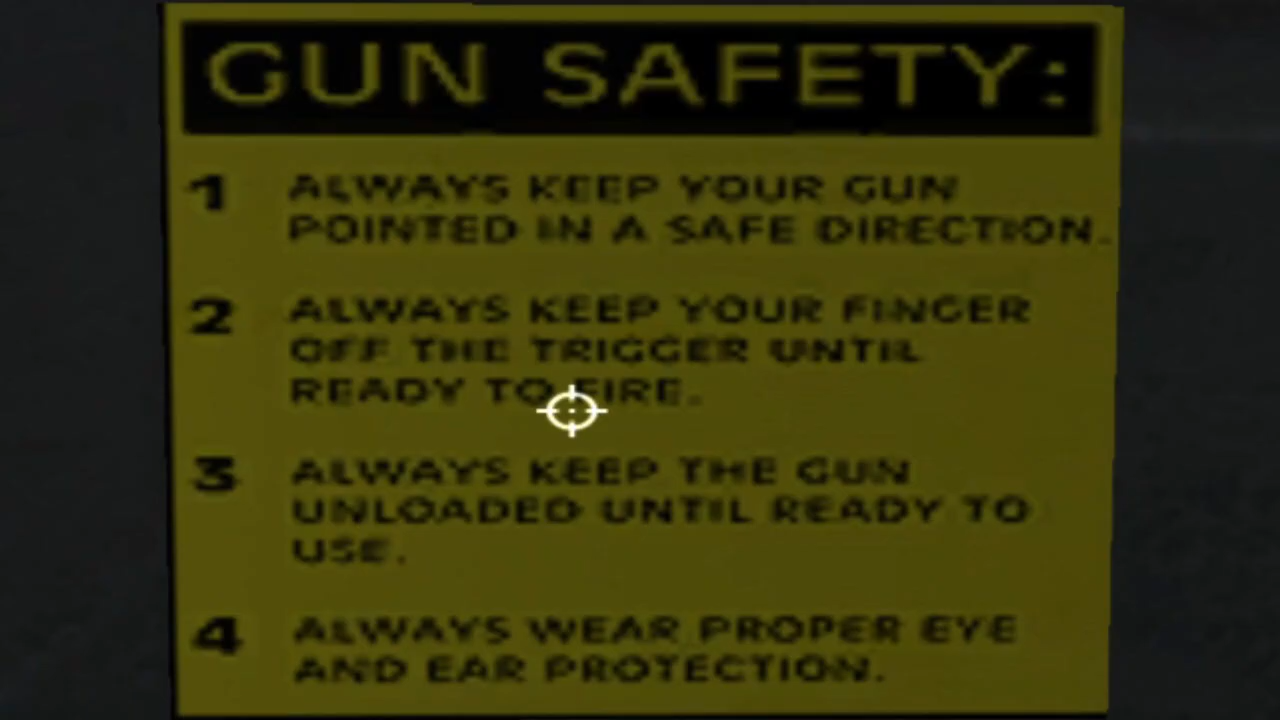 GUN SAFETY:
1 ALWAYS KEEP YOUR GUN
POINTED IN A SAFE DIRECTION.
2 ALWAYS KEEP YOUR FINGER
OFF THE TRIGGER UNTIL
READY TO FIRE.
3 ALWAYS KEEP THE GUN
UNLOADED UNTIL READY TO
USE.
4 ALWAYS WEAR PROPER EYE
AND EAR PROTECTION.